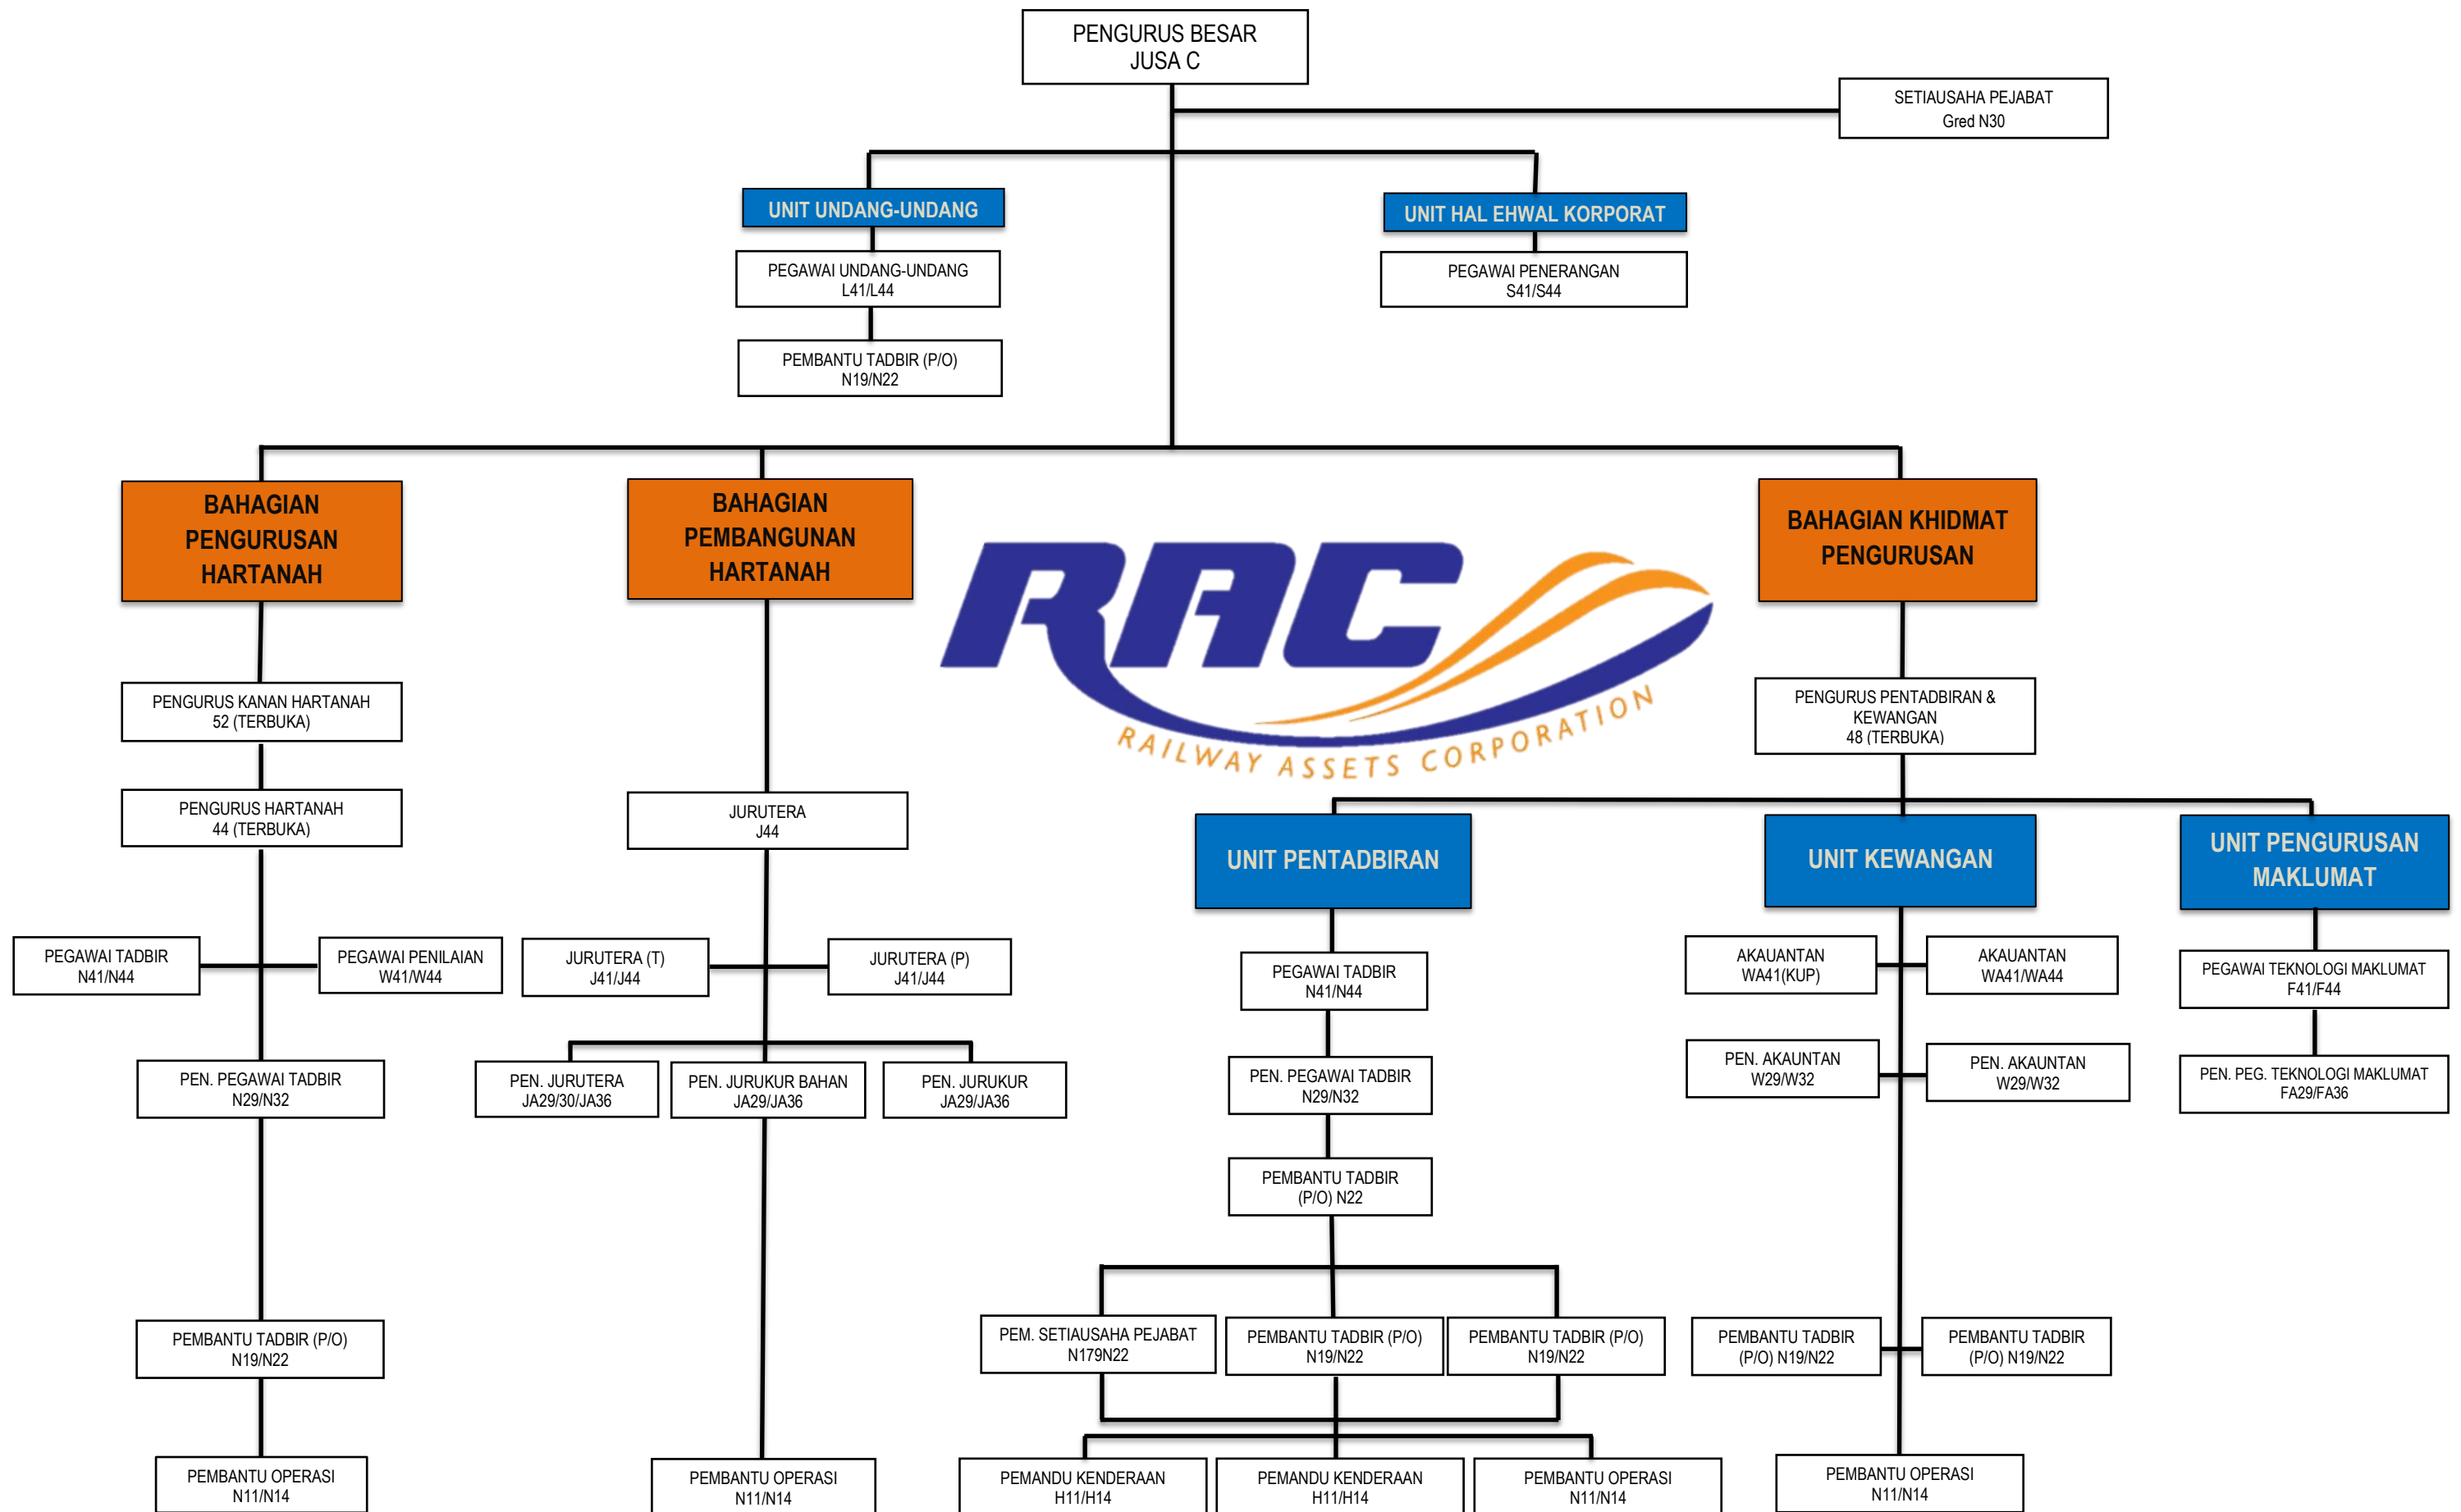 PENGURUS BESAR
JUSA C
SETIAUSAHA PEJABAT
Gred N30
UNIT UNDANG-UNDANG
UNIT HAL EHWAL KORPORAT
PEGAWAI UNDANG-UNDANG
L41/L44
PEGAWAI PENERANGAN
S41/S44
PEMBANTU TADBIR (P/O)
N19/N22
BAHAGIAN
PENGURUSAN
HARTANAH
BAHAGIAN
PEMBANGUNAN
HARTANAH
BAHAGIAN KHIDMAT
PENGURUSAN
RAC
RAILWAY ASSETS CORPORATION
PENGURUS KANAN HARTANAH
52 (TERBUKA)
PENGURUS PENTADBIRAN &
KEWANGAN
48 (TERBUKA)
PENGURUS HARTANAH
44 (TERBUKA)
JURUTERA
J44
UNIT PENTADBIRAN
UNIT KEWANGAN
UNIT PENGURUSAN
MAKLUMAT
PEGAWAI TADBIR
N41/N44
PEGAWAI PENILAIAN
W41/W44
JURUTERA (T)
J41/J44
JURUTERA (P)
J41/J44
PEGAWAI TADBIR
N41/N44
AKAUANTAN
WA41(KUP)
AKAUANTAN
WA41/WA44
PEGAWAI TEKNOLOGI MAKLUMAT
F41/F44
PEN. PEGAWAI TADBIR
N29/N32
PEN. JURUTERA
JA29/30/JA36
PEN. JURUKUR BAHAN
JA29/JA36
PEN. JURUKUR
JA29/JA36
PEN. PEGAWAI TADBIR
N29/N32
PEN. AKAUNTAN
W29/W32
PEN. AKAUNTAN
W29/W32
PEN. PEG. TEKNOLOGI MAKLUMAT
FA29/FA36
PEMBANTU TADBIR
(P/O) N22
PEMBANTU TADBIR (P/O)
N19/N22
PEM. SETIAUSAHA PEJABAT
N179N22
PEMBANTU TADBIR (P/O)
N19/N22
PEMBANTU TADBIR (P/O)
N19/N22
PEMBANTU TADBIR
(P/O) N19/N22
PEMBANTU TADBIR
(P/O) N19/N22
PEMBANTU OPERASI
N11/N14
PEMBANTU OPERASI
N11/N14
PEMANDU KENDERAAN
H11/H14
PEMANDU KENDERAAN
H11/H14
PEMBANTU OPERASI
N11/N14
PEMBANTU OPERASI
N11/N14